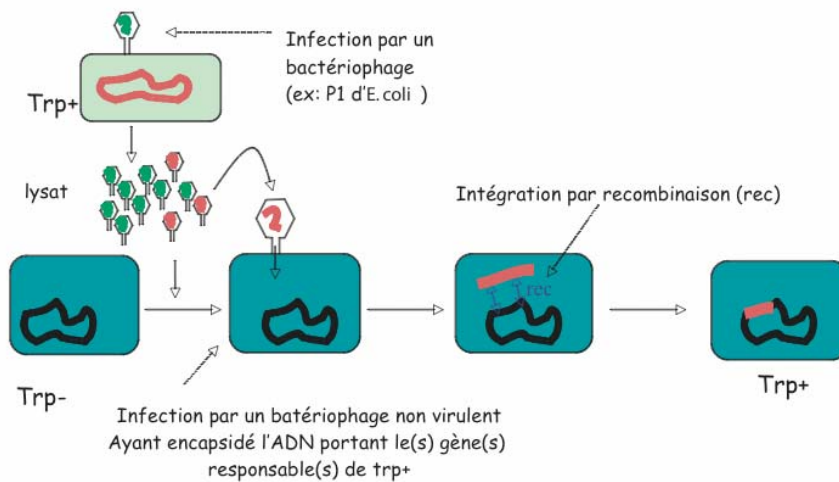 Infection par un
bactériophage
(ex: P1 d'E. coli )
Trp+
lysat
Intégration par recombinaison (rec)
rec
Trp-
Trp+
Infection par un batériophage non virulent
Ayant encapsidé l'ADN portant le(s) gène(s)
responsable(s) de trp+